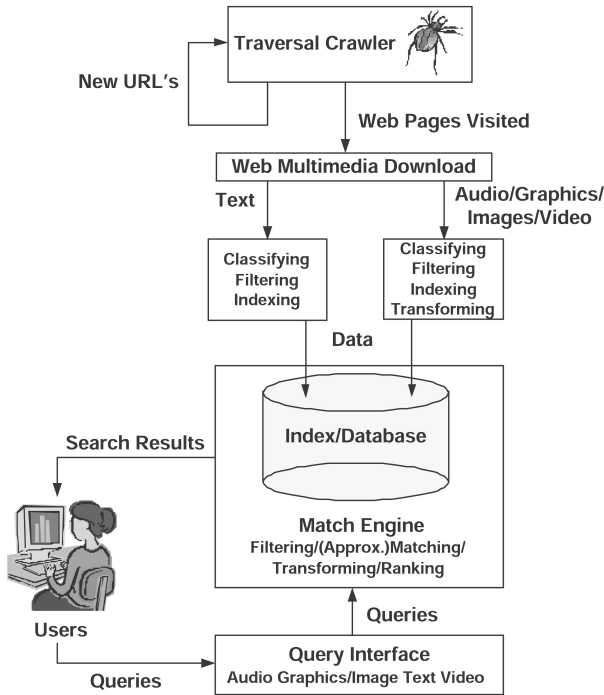 Traversal Crawler
New URL's
Web Pages Visited
Web Multimedia Download
Text
Audio/Graphics/
Images/Video
Classifying
Filtering
Indexing
Classifying
Filtering
Indexing
Transforming
Data
Index/Database
Search Results
Match Engine
Filtering/(Approx.)Matching/
Transforming/Ranking
Users
Queries
Query Interface
Audio Graphics/Image Text Video
Queries